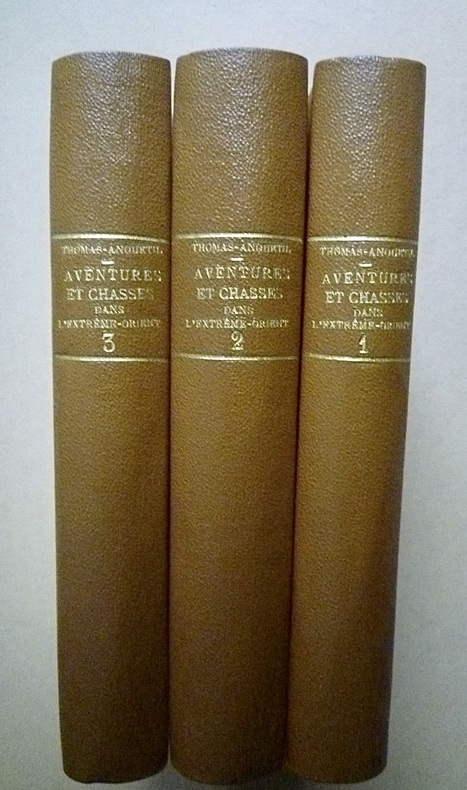 THOMAS-ANQUETIL
AVENTURES
ET CHASSES
DANS
L'EXTRÊME-ORIENT
3
THOMAS-ANQUETIL
AVENTURES
ET CHASSES
DANS
L'EXTRÊME-ORIENT
2
THOMAS-ANQUETIL
AVENTURES
ET CHASSES
DANS
L'EXTRÊME-ORIENT
1